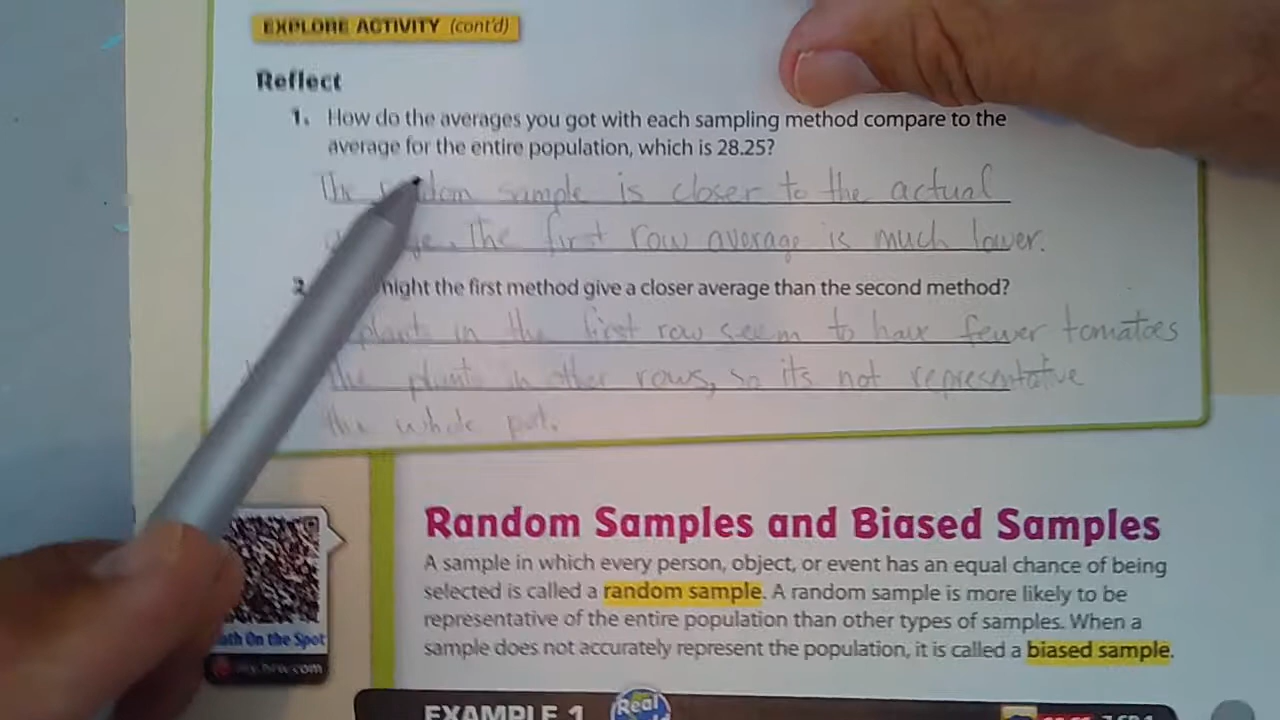 EXPLORE ACTIVITY (cont'd)
Reflect
1. How do the averages you got with each sampling method compare to the
average for the entire population, which is 28.25?
The sample is closer to the actual
The first row average is much lower.
2. might the first method give a closer average than the second method?
plants in the first row seem to have fewer tomatoes
the plants in other rows, so its not representative
the whole
Random Samples and Biased Samples
A sample in which every person, object, or event has an equal chance of being
selected is called a random sample. A random sample is more likely to be
representative of the entire population than other types of samples. When a
sample does not accurately represent the population, it is called a biased sample.
On the Spot
EXAMPLE 1
Real